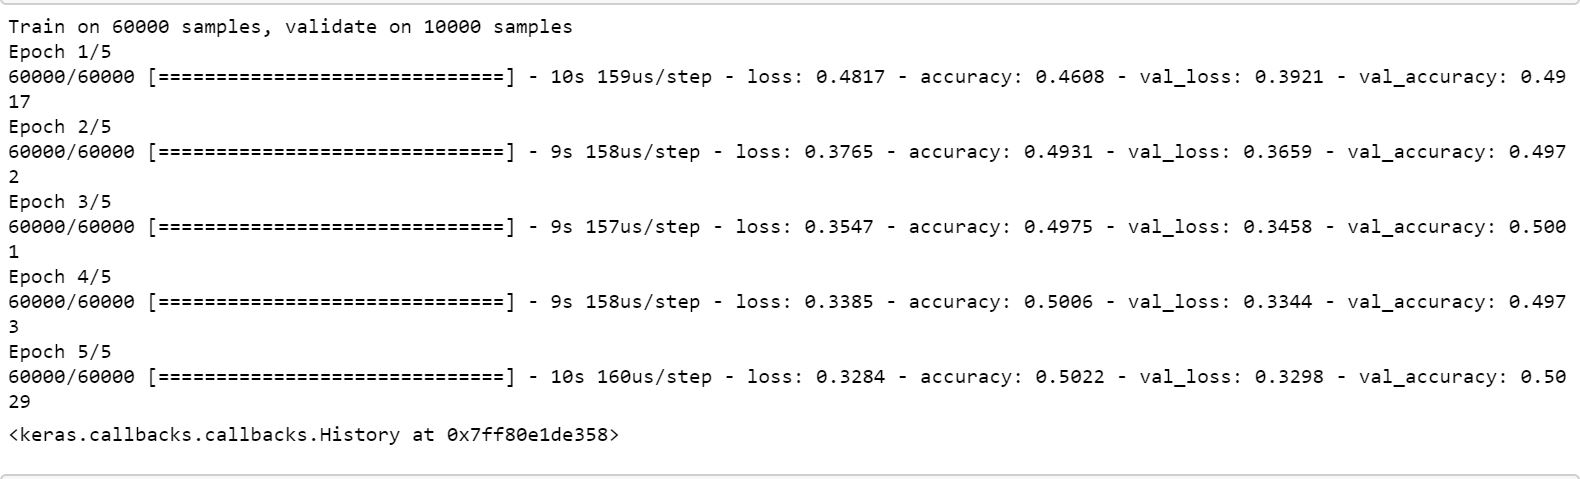 Train on 60000 samples, validate on 10000 samples
Epoch 1/5
60000/60000 [==============================] - 10s 159us/step - loss: 0.4817 - accuracy: 0.4608 - val_loss: 0.3921 - val_accuracy: 0.49
17
Epoch 2/5
60000/60000 [==============================] - 9s 158us/step - loss: 0.3765 - accuracy: 0.4931 - val_loss: 0.3659 - val_accuracy: 0.497
2
Epoch 3/5
60000/60000 [==============================] - 9s 157us/step - loss: 0.3547 - accuracy: 0.4975 - val_loss: 0.3458 - val_accuracy: 0.500
1
Epoch 4/5
60000/60000 [==============================] - 9s 158us/step - loss: 0.3385 - accuracy: 0.5006 - val_loss: 0.3344 - val_accuracy: 0.497
3
Epoch 5/5
60000/60000 [==============================] - 10s 160us/step - loss: 0.3284 - accuracy: 0.5022 - val_loss: 0.3298 - val_accuracy: 0.50
29
<keras.callbacks.callbacks.History at 0x7ff80e1de358>